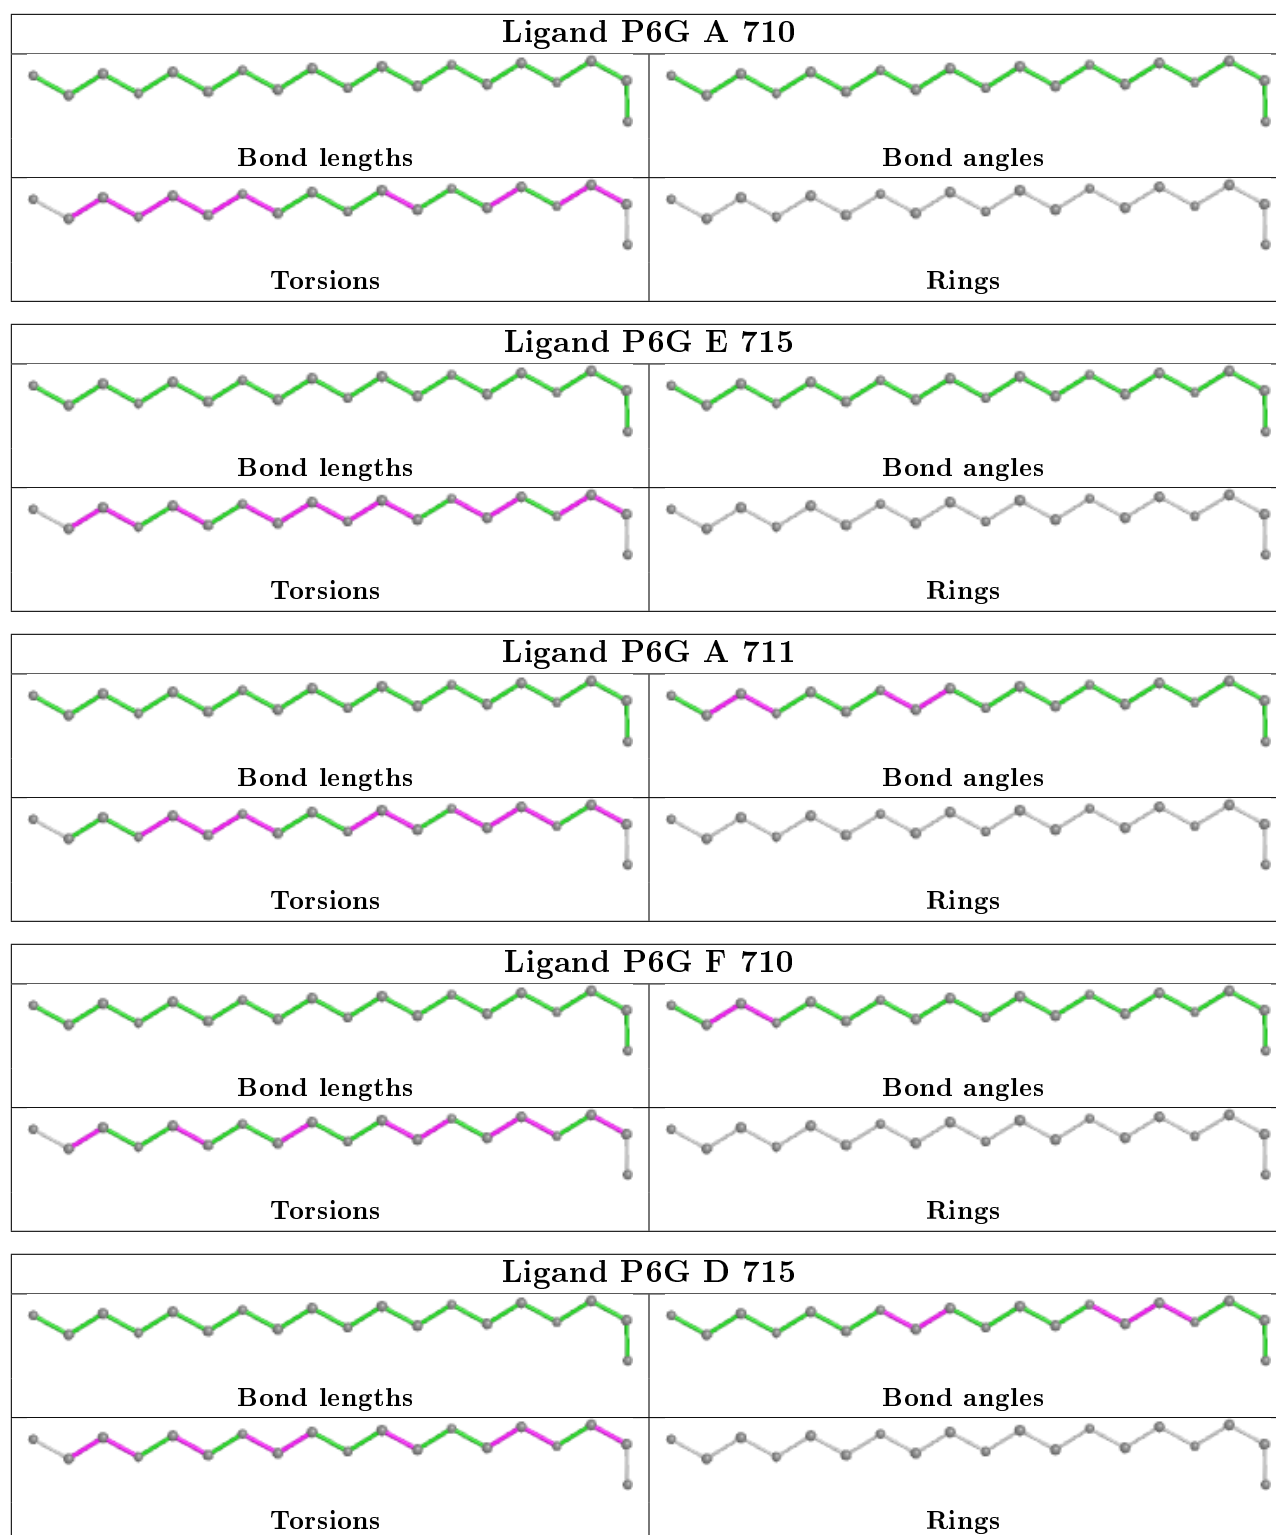 Ligand P6G A 710
Bond lengths
Bond angles
Torsions
Rings
Ligand P6G E 715
Bond lengths
Bond angles
Torsions
Rings
Ligand P6G A 711
Bond lengths
Bond angles
Torsions
Rings
Ligand P6G F 710
Bond lengths
Bond angles
Torsions
Rings
Ligand P6G D 715
Bond lengths
Bond angles
Torsions
Rings